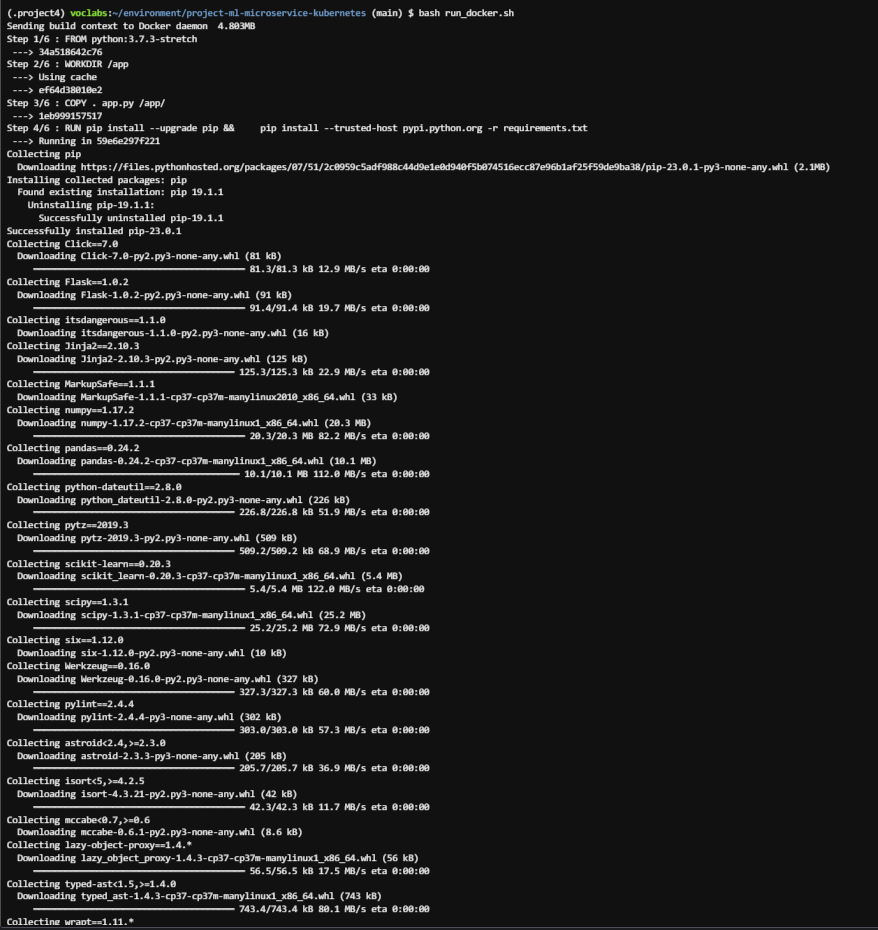 (.project4) voclabs:~/environment/project-ml-microservice-kubernetes (main) $ bash run_docker.sh
Sending build context to Docker daemon  4.803MB
Step 1/6 : FROM python:3.7.3-stretch
 ---> 34a518642c76
Step 2/6 : WORKDIR /app
 ---> Using cache
 ---> ef64d38010e2
Step 3/6 : COPY . app.py /app/
 ---> 1eb999157517
Step 4/6 : RUN pip install --upgrade pip &&     pip install --trusted-host pypi.python.org -r requirements.txt
 ---> Running in 59e6e297f221
Collecting pip
  Downloading https://files.pythonhosted.org/packages/07/51/2c0959c5adf988c44d9e1e0d940f5b074516ecc87e96b1af25f59de9ba38/pip-23.0.1-py3-none-any.whl (2.1MB)
Installing collected packages: pip
  Found existing installation: pip 19.1.1
    Uninstalling pip-19.1.1:
      Successfully uninstalled pip-19.1.1
Successfully installed pip-23.0.1
Collecting Click==7.0
  Downloading Click-7.0-py2.py3-none-any.whl (81 kB)
81.3/81.3 kB 12.9 MB/s eta 0:00:00
Collecting Flask==1.0.2
  Downloading Flask-1.0.2-py2.py3-none-any.whl (91 kB)
91.4/91.4 kB 19.7 MB/s eta 0:00:00
Collecting itsdangerous==1.1.0
  Downloading itsdangerous-1.1.0-py2.py3-none-any.whl (16 kB)
Collecting Jinja2==2.10.3
  Downloading Jinja2-2.10.3-py2.py3-none-any.whl (125 kB)
125.3/125.3 kB 22.9 MB/s eta 0:00:00
Collecting MarkupSafe==1.1.1
  Downloading MarkupSafe-1.1.1-cp37-cp37m-manylinux2010_x86_64.whl (33 kB)
Collecting numpy==1.17.2
  Downloading numpy-1.17.2-cp37-cp37m-manylinux1_x86_64.whl (20.3 MB)
20.3/20.3 MB 82.2 MB/s eta 0:00:00
Collecting pandas==0.24.2
  Downloading pandas-0.24.2-cp37-cp37m-manylinux1_x86_64.whl (10.1 MB)
10.1/10.1 MB 112.0 MB/s eta 0:00:00
Collecting python-dateutil==2.8.0
  Downloading python_dateutil-2.8.0-py2.py3-none-any.whl (226 kB)
226.8/226.8 kB 51.9 MB/s eta 0:00:00
Collecting pytz==2019.3
  Downloading pytz-2019.3-py2.py3-none-any.whl (509 kB)
509.2/509.2 kB 68.9 MB/s eta 0:00:00
Collecting scikit-learn==0.20.3
  Downloading scikit_learn-0.20.3-cp37-cp37m-manylinux1_x86_64.whl (5.4 MB)
5.4/5.4 MB 122.0 MB/s eta 0:00:00
Collecting scipy==1.3.1
  Downloading scipy-1.3.1-cp37-cp37m-manylinux1_x86_64.whl (25.2 MB)
25.2/25.2 MB 72.9 MB/s eta 0:00:00
Collecting six==1.12.0
  Downloading six-1.12.0-py2.py3-none-any.whl (10 kB)
Collecting Werkzeug==0.16.0
  Downloading Werkzeug-0.16.0-py2.py3-none-any.whl (327 kB)
327.3/327.3 kB 60.0 MB/s eta 0:00:00
Collecting pylint==2.4.4
  Downloading pylint-2.4.4-py3-none-any.whl (302 kB)
303.0/303.0 kB 57.3 MB/s eta 0:00:00
Collecting astroid<2.4,>=2.3.0
  Downloading astroid-2.3.3-py3-none-any.whl (205 kB)
205.7/205.7 kB 36.9 MB/s eta 0:00:00
Collecting isort<5,>=4.2.5
  Downloading isort-4.3.21-py2.py3-none-any.whl (42 kB)
42.3/42.3 kB 11.7 MB/s eta 0:00:00
Collecting mccabe<0.7,>=0.6
  Downloading mccabe-0.6.1-py2.py3-none-any.whl (8.6 kB)
Collecting lazy-object-proxy==1.4.*
  Downloading lazy_object_proxy-1.4.3-cp37-cp37m-manylinux1_x86_64.whl (56 kB)
56.5/56.5 kB 17.5 MB/s eta 0:00:00
Collecting typed-ast<1.5,>=1.4.0
  Downloading typed_ast-1.4.3-cp37-cp37m-manylinux1_x86_64.whl (743 kB)
743.4/743.4 kB 80.1 MB/s eta 0:00:00
Collecting wrapt==1.11.*